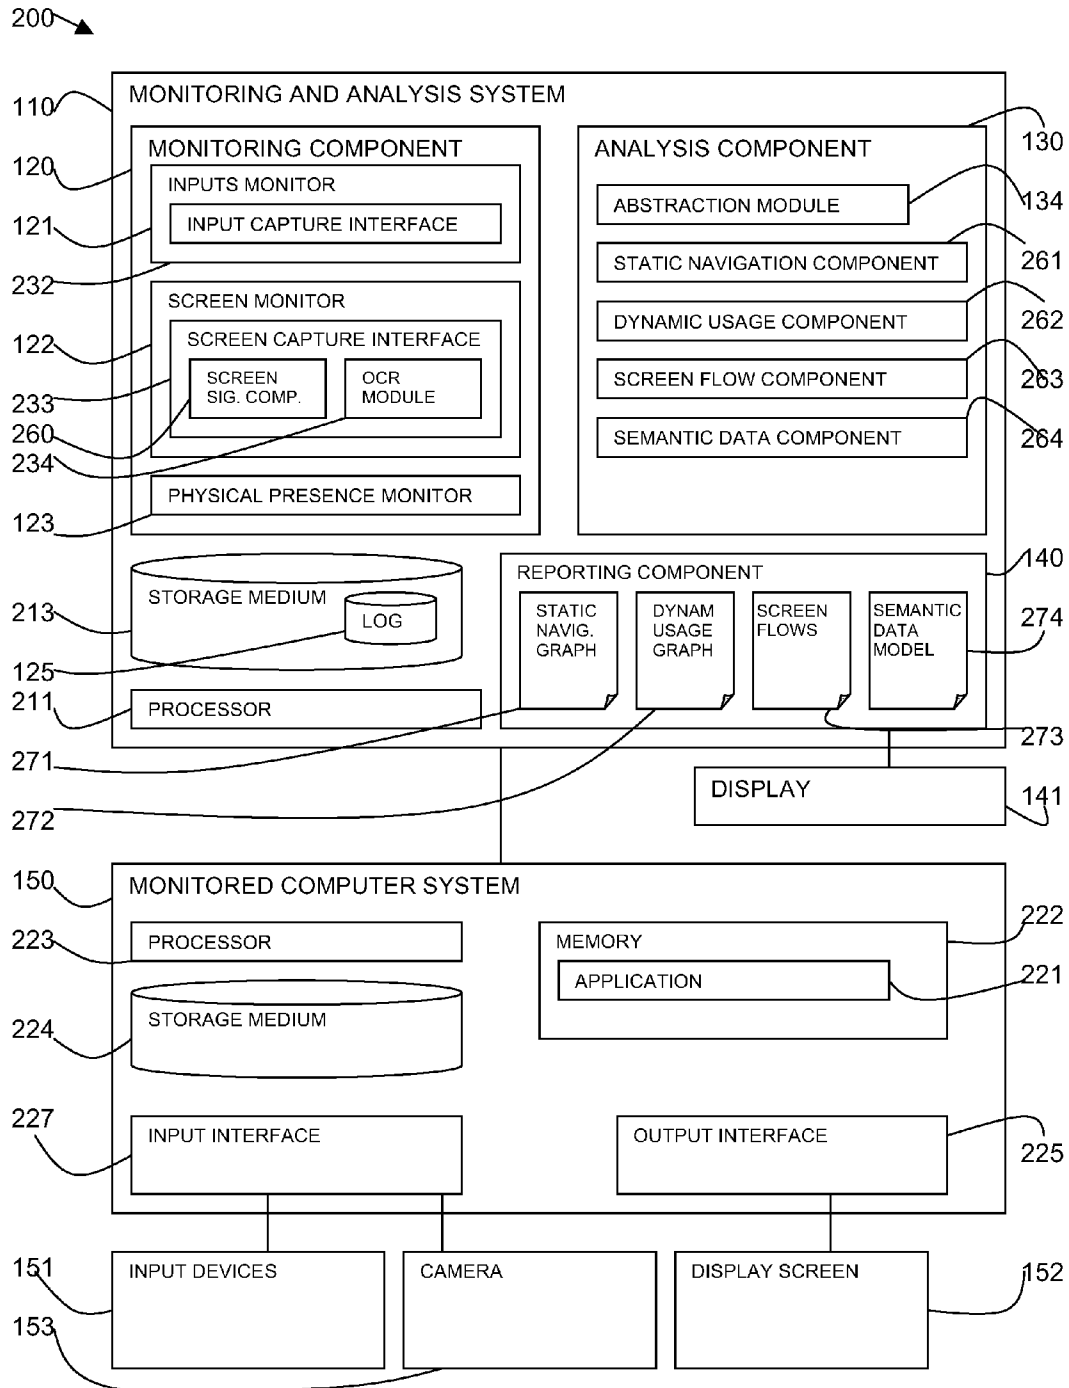 200
MONITORING AND ANALYSIS SYSTEM
110
120
MONITORING COMPONENT
INPUTS MONITOR
121
INPUT CAPTURE INTERFACE
232
SCREEN MONITOR
122
SCREEN CAPTURE INTERFACE
SCREEN
SIG. COMP.
OCR
MODULE
233
260
234
PHYSICAL PRESENCE MONITOR
123
ANALYSIS COMPONENT
130
ABSTRACTION MODULE
134
STATIC NAVIGATION COMPONENT
261
DYNAMIC USAGE COMPONENT
262
SCREEN FLOW COMPONENT
263
SEMANTIC DATA COMPONENT
264
213
STORAGE MEDIUM
LOG
125
211
PROCESSOR
REPORTING COMPONENT
140
STATIC
NAVIG.
GRAPH
DYNAM
USAGE
GRAPH
SCREEN
FLOWS
SEMANTIC
DATA
MODEL
274
271
273
272
DISPLAY
141
150
MONITORED COMPUTER SYSTEM
223
PROCESSOR
MEMORY
222
APPLICATION
221
224
STORAGE MEDIUM
227
INPUT INTERFACE
OUTPUT INTERFACE
225
151
INPUT DEVICES
CAMERA
DISPLAY SCREEN
152
153